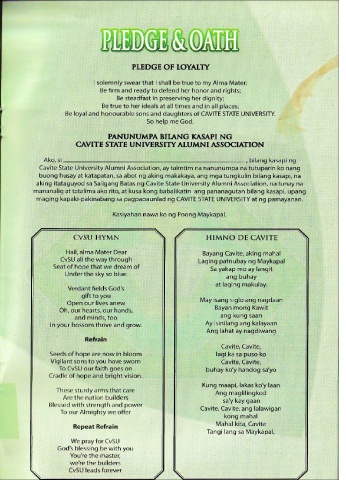 PLEDGE & OATH
PLEDGE OF LOYALTY
I solemnly swear that I shall be true to my Alma Mater;
Be firm and ready to defend her honor and rights;
Be steadfast in preserving her dignity;
Be true to her ideals at all times and in all places.
Be loyal and honourable sons and daughters of CAVITE STATE UNIVERSITY.
So help me God.
PANUNUMPA BILANG KASAPI NG
CAVITE STATE UNIVERSITY ALUMNI ASSOCIATION
Ako, si ______, bilang kasapi ng
Cavite State University Alumni Association, ay taimtim na nanunumpa na tutuparin ko nang
buong husay at katapatan, sa abot ng aking makakaya, ang mga tungkulin bilang kasapi, na
aking itataguyod sa Saligang Batas ng Cavite State University Alumni Association, na tunay na
mananalig at tatalima ako rito, at kusa kong babalikatin ang pananagutan bilang kasapi, upang
maging kapaki-pakinabang sa pagpapaunlad ng CAVITE STATE UNIVERSITY at ng pamayanan.
Kasiyahan nawa ko ng Poong Maykapal.
CVSU HYMN
Hail, alma Mater Dear
CvSU all the way through
Seat of hope that we dream of
Under the sky so blue
Verdant fields God's
gift to you
Open our lives anew
Oh, our hearts, our hands,
and minds, too
In your bossom thrive and grow.
Refrain
Seeds of hope are now in bloom
Vigilant sons to you have sworn
To CvSU our faith goes on
Cradle of hope and bright vision.
These sturdy arms that care
Are the nation builders
Blessed with strength and power
To our Almighty we offer
Repeat Refrain
We pray for CvSU
God's blessing be with you
You're the master,
we're the builders
CvSU leads forever
HIMNO DE CAVITE
Bayang Cavite, aking mahal
Laging patnubay ng Maykapal
Sa yakap mo ay langit
ang buhay
at laging makulay.
May isang siglo ang nagdaan
Bayan mong Kawit
ang kung saan
Ay isinilang ang kalayaan
Ang lahat ay nagdiwang
Cavite, Cavite,
lagi ka sa puso ko
Cavite, Cavite,
buhay ko'y handog sa'yo
Kung maapi, lakas ko'y laan
Ang maglilingkod
sa'y kay gaan
Cavite, Cavite, ang lalawigan
kong mahal
Mahal kita, Cavite
Tangi lang sa Maykapal.